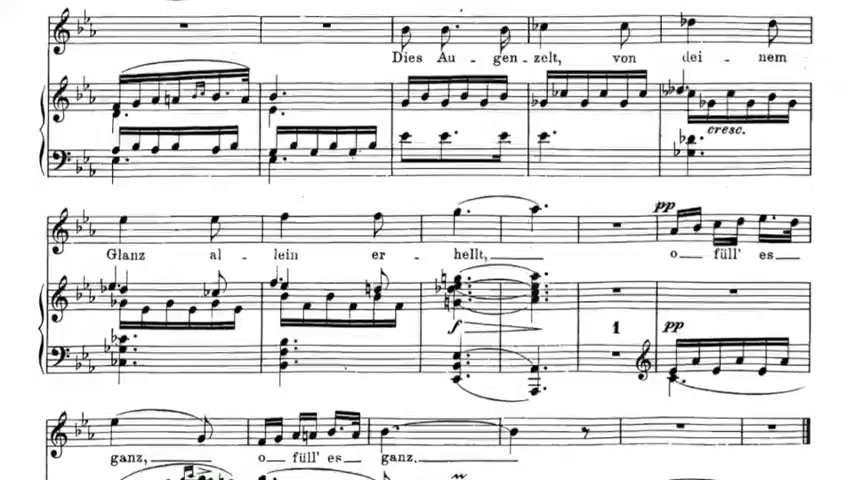 Dies Au - gen - zelt, von dei - nem
cresc.
pp
Glanz al - lein er - hellt, o füll' es
f 1 pp
ganz, o füll' es ganz.